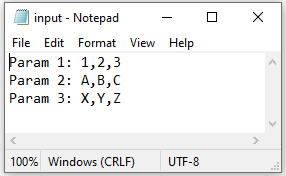 input - Notepad
File Edit Format View Help
Param 1: 1,2,3
Param 2: A,B,C
Param 3: X,Y,Z
100% Windows (CRLF) UTF-8